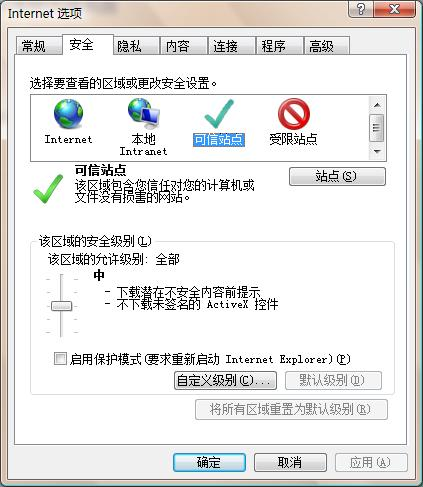 Internet 选项
常规 安全 隐私 内容 连接 程序 高级
选择要查看的区域或更改安全设置。
Internet 本地 Intranet 可信站点 受限站点
可信站点
该区域包含您信任对您的计算机或
文件没有损害的网站。
站点(S)
该区域的安全级别(L)
该区域的允许级别: 全部
中
- 下载潜在不安全内容前提示
- 不下载未签名的 ActiveX 控件
启用保护模式(要求重新启动 Internet Explorer)(P)
自定义级别(C)... 默认级别(D)
将所有区域重置为默认级别(R)
确定 取消 应用(A)